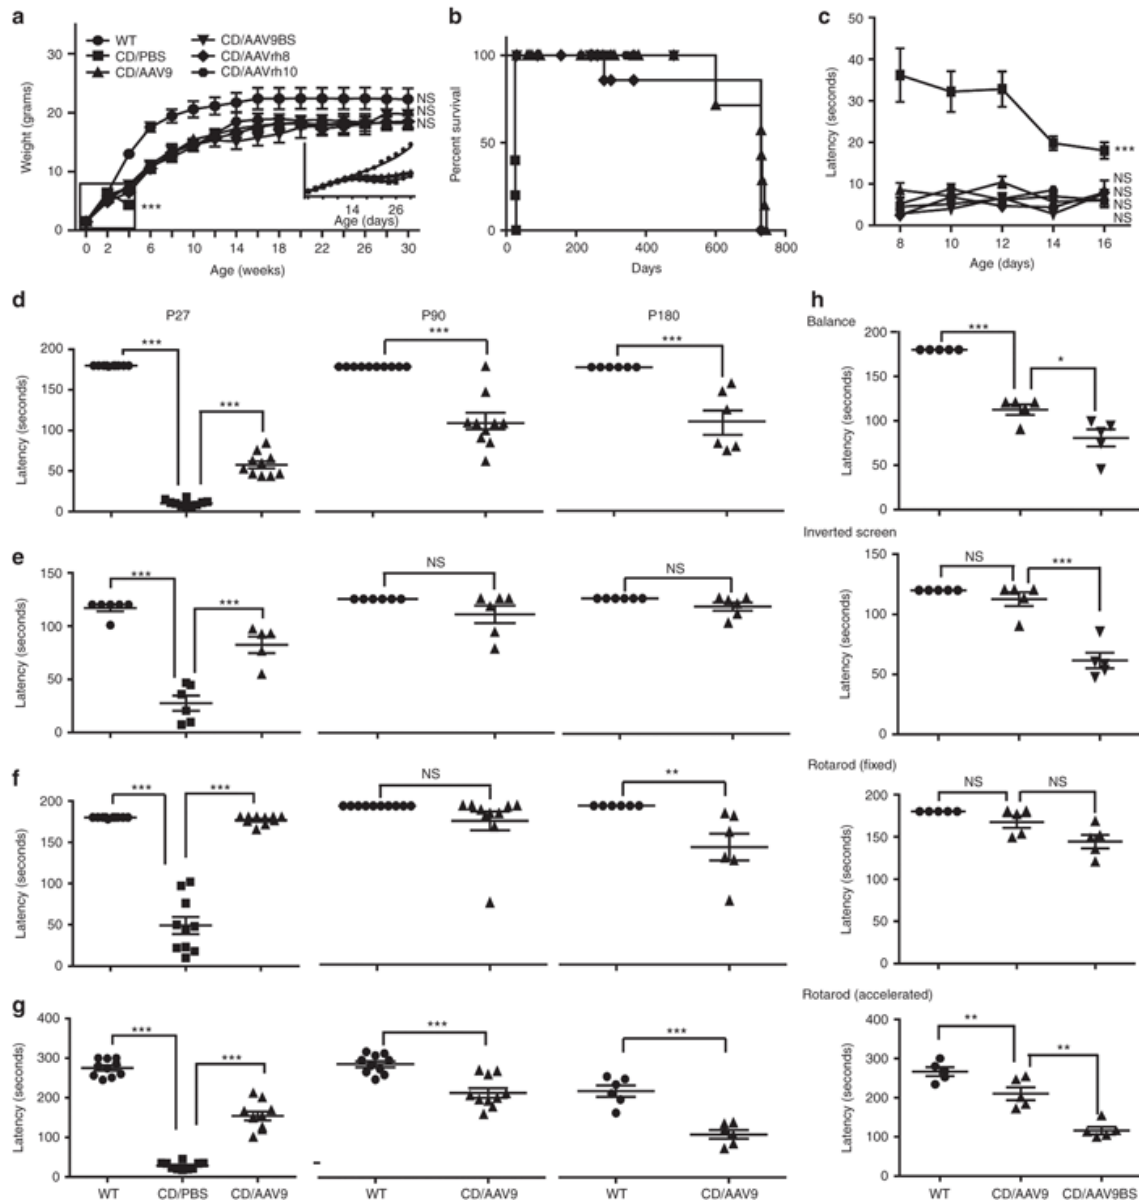 a
Weight (grams)
30
20
10
0
WT
CD/PBS
CD/AAV9
CD/AAV9BS
CD/AAVrh8
CD/AAVrh10
NS
NS
NS
***
14 26
Age (days)
0 2 4 6 8 10 12 14 16 18 20 22 24 26 28 30
Age (weeks)
b
Percent survival
100
50
0
0 200 400 600 800
Days
c
Latency (seconds)
50
40
30
20
10
0
***
NS
NS
NS
NS
8 10 12 14 16
Age (days)
d
P27 P90 P180
Latency (seconds)
200
150
100
50
0
*** *** *** ***
e
Latency (seconds)
150
100
50
0
*** *** NS NS
f
Latency (seconds)
200
150
100
50
0
*** *** NS **
g
Latency (seconds)
400
300
200
100
0
*** *** *** ***
WT CD/PBS CD/AAV9 WT CD/AAV9 WT CD/AAV9
h
Balance
Latency (seconds)
200
150
100
50
0
*** *
Inverted screen
Latency (seconds)
150
100
50
0
NS ***
Rotarod (fixed)
Latency (seconds)
200
150
100
50
0
NS NS
Rotarod (accelerated)
Latency (seconds)
400
300
200
100
0
** **
WT CD/AAV9 CD/AAV9BS